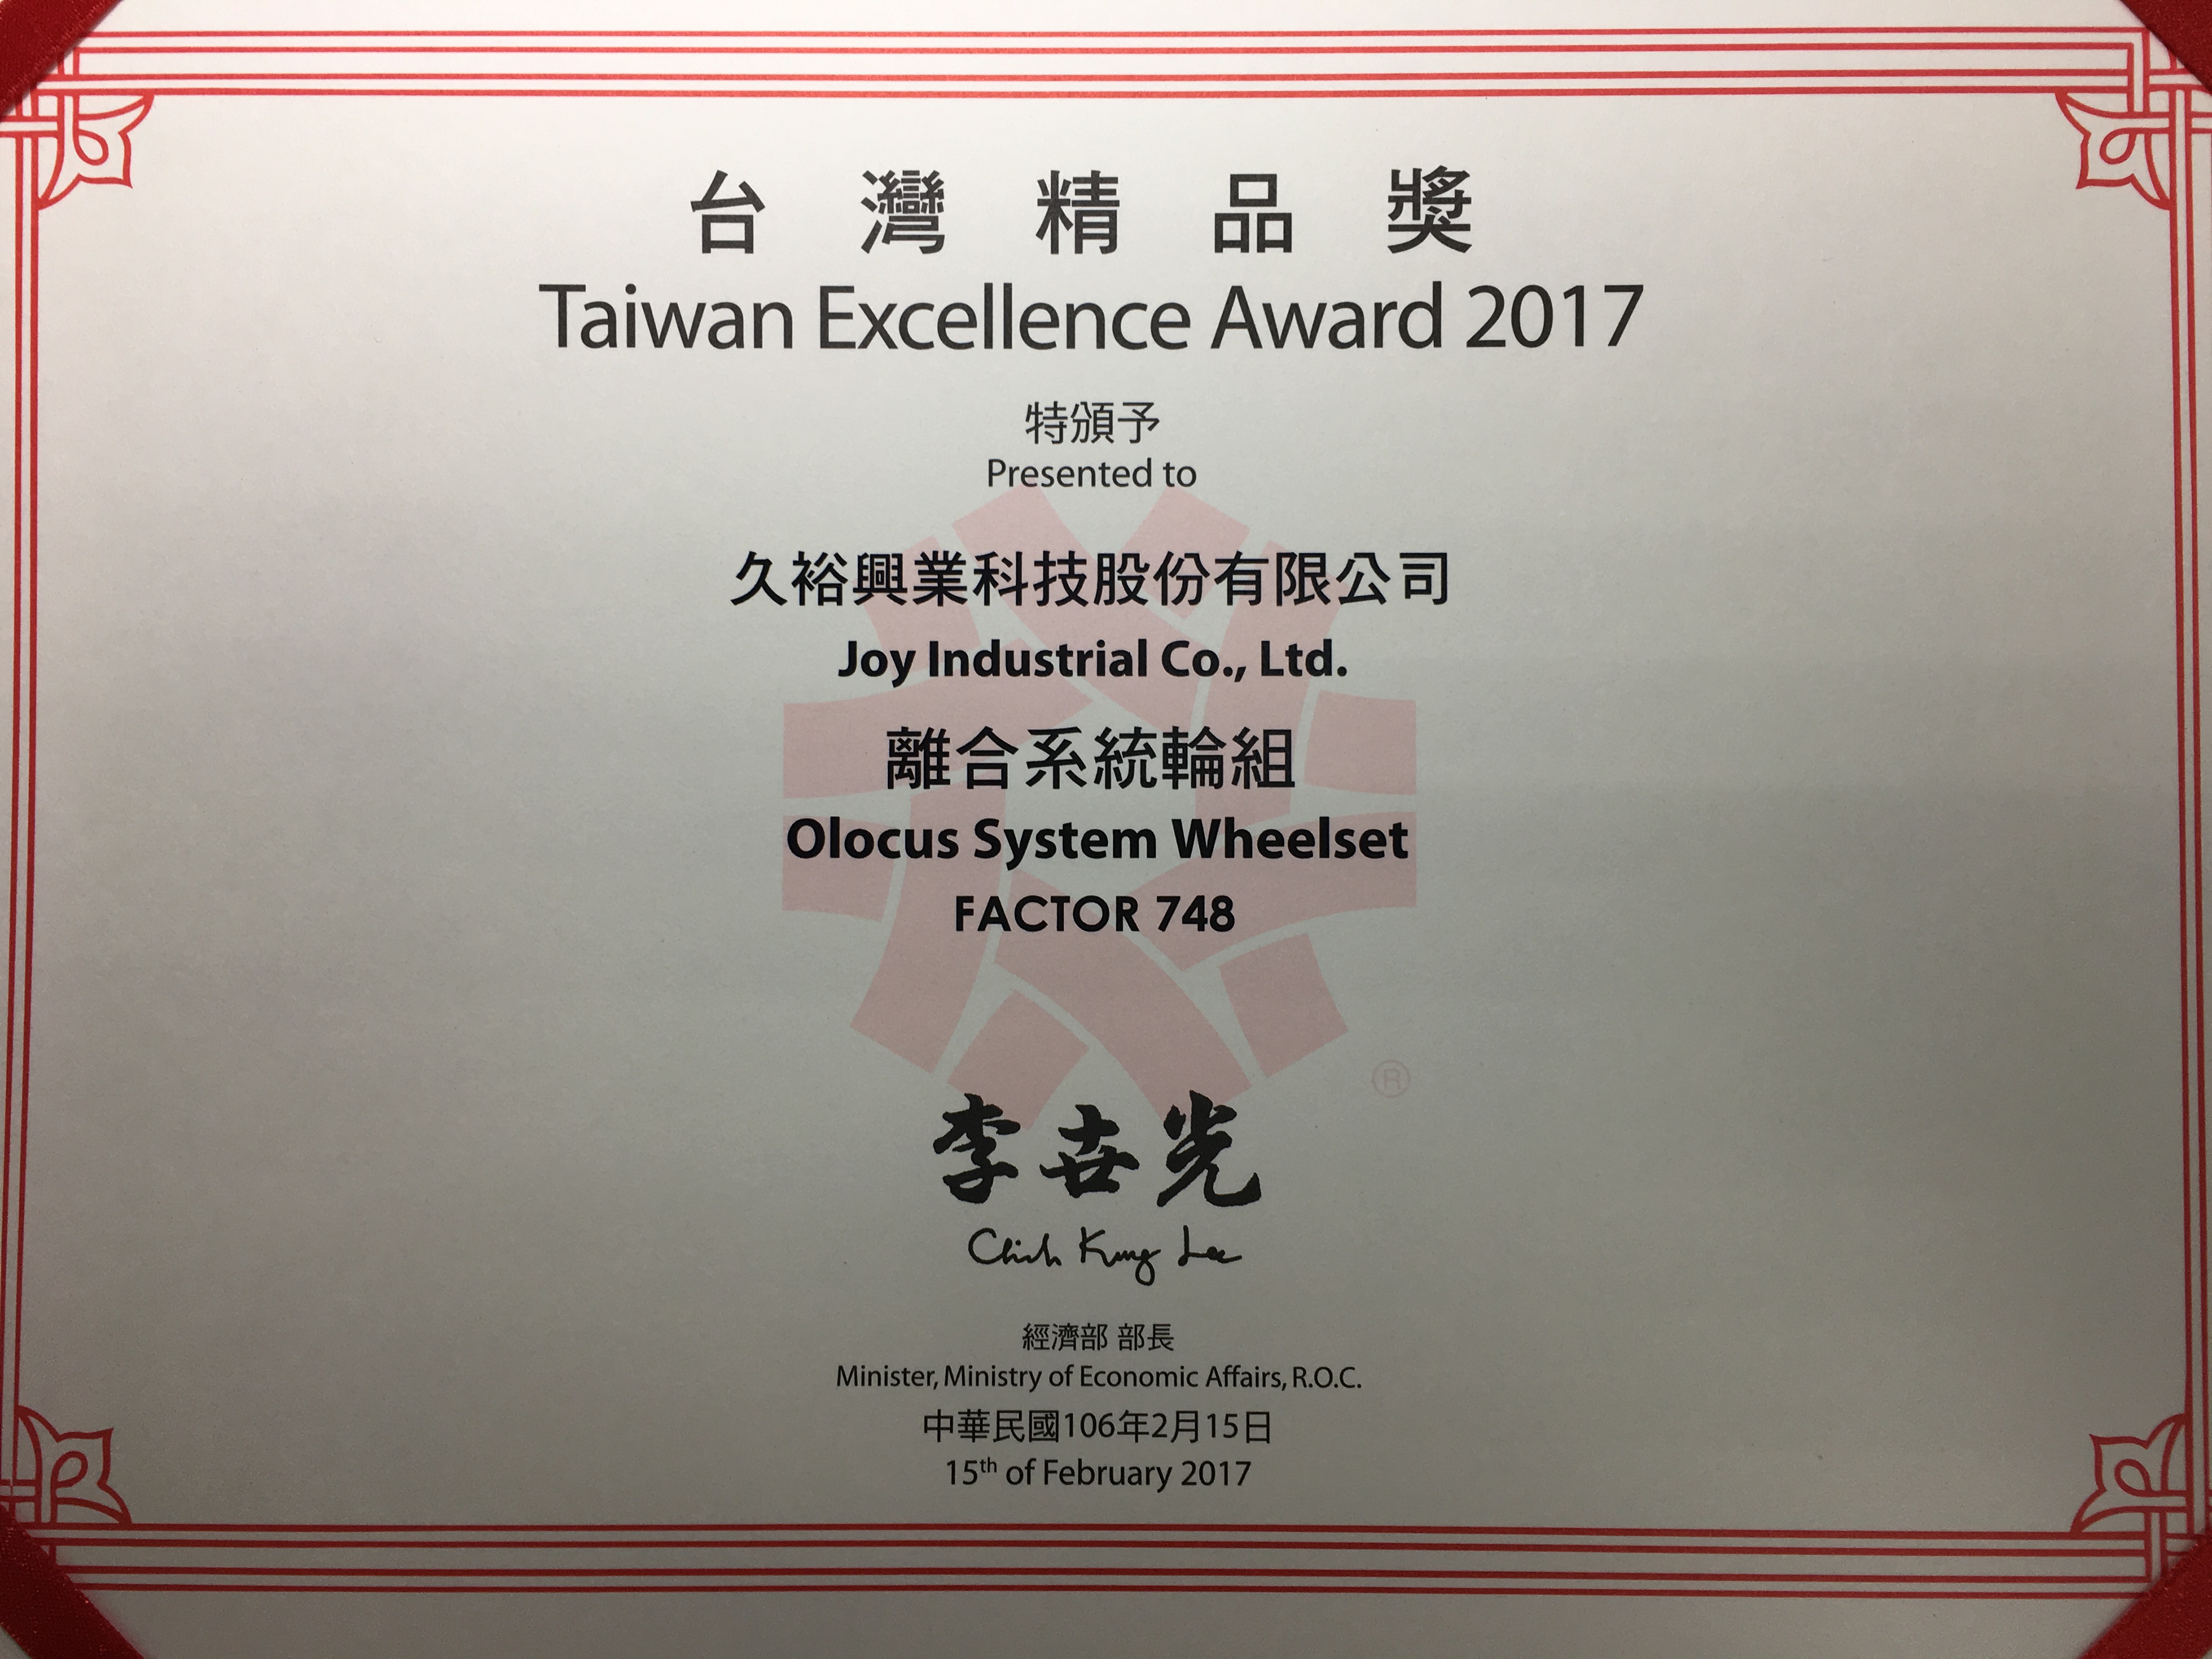 台灣精品獎
Taiwan Excellence Award 2017
特頒予
Presented to
久裕興業科技股份有限公司
Joy Industrial Co., Ltd.
離合系統輪組
Olocus System Wheelset
FACTOR 748
®
李世光
Chih Kung Lee
經濟部 部長
Minister, Ministry of Economic Affairs, R.O.C.
中華民國106年2月15日
15th of February 2017